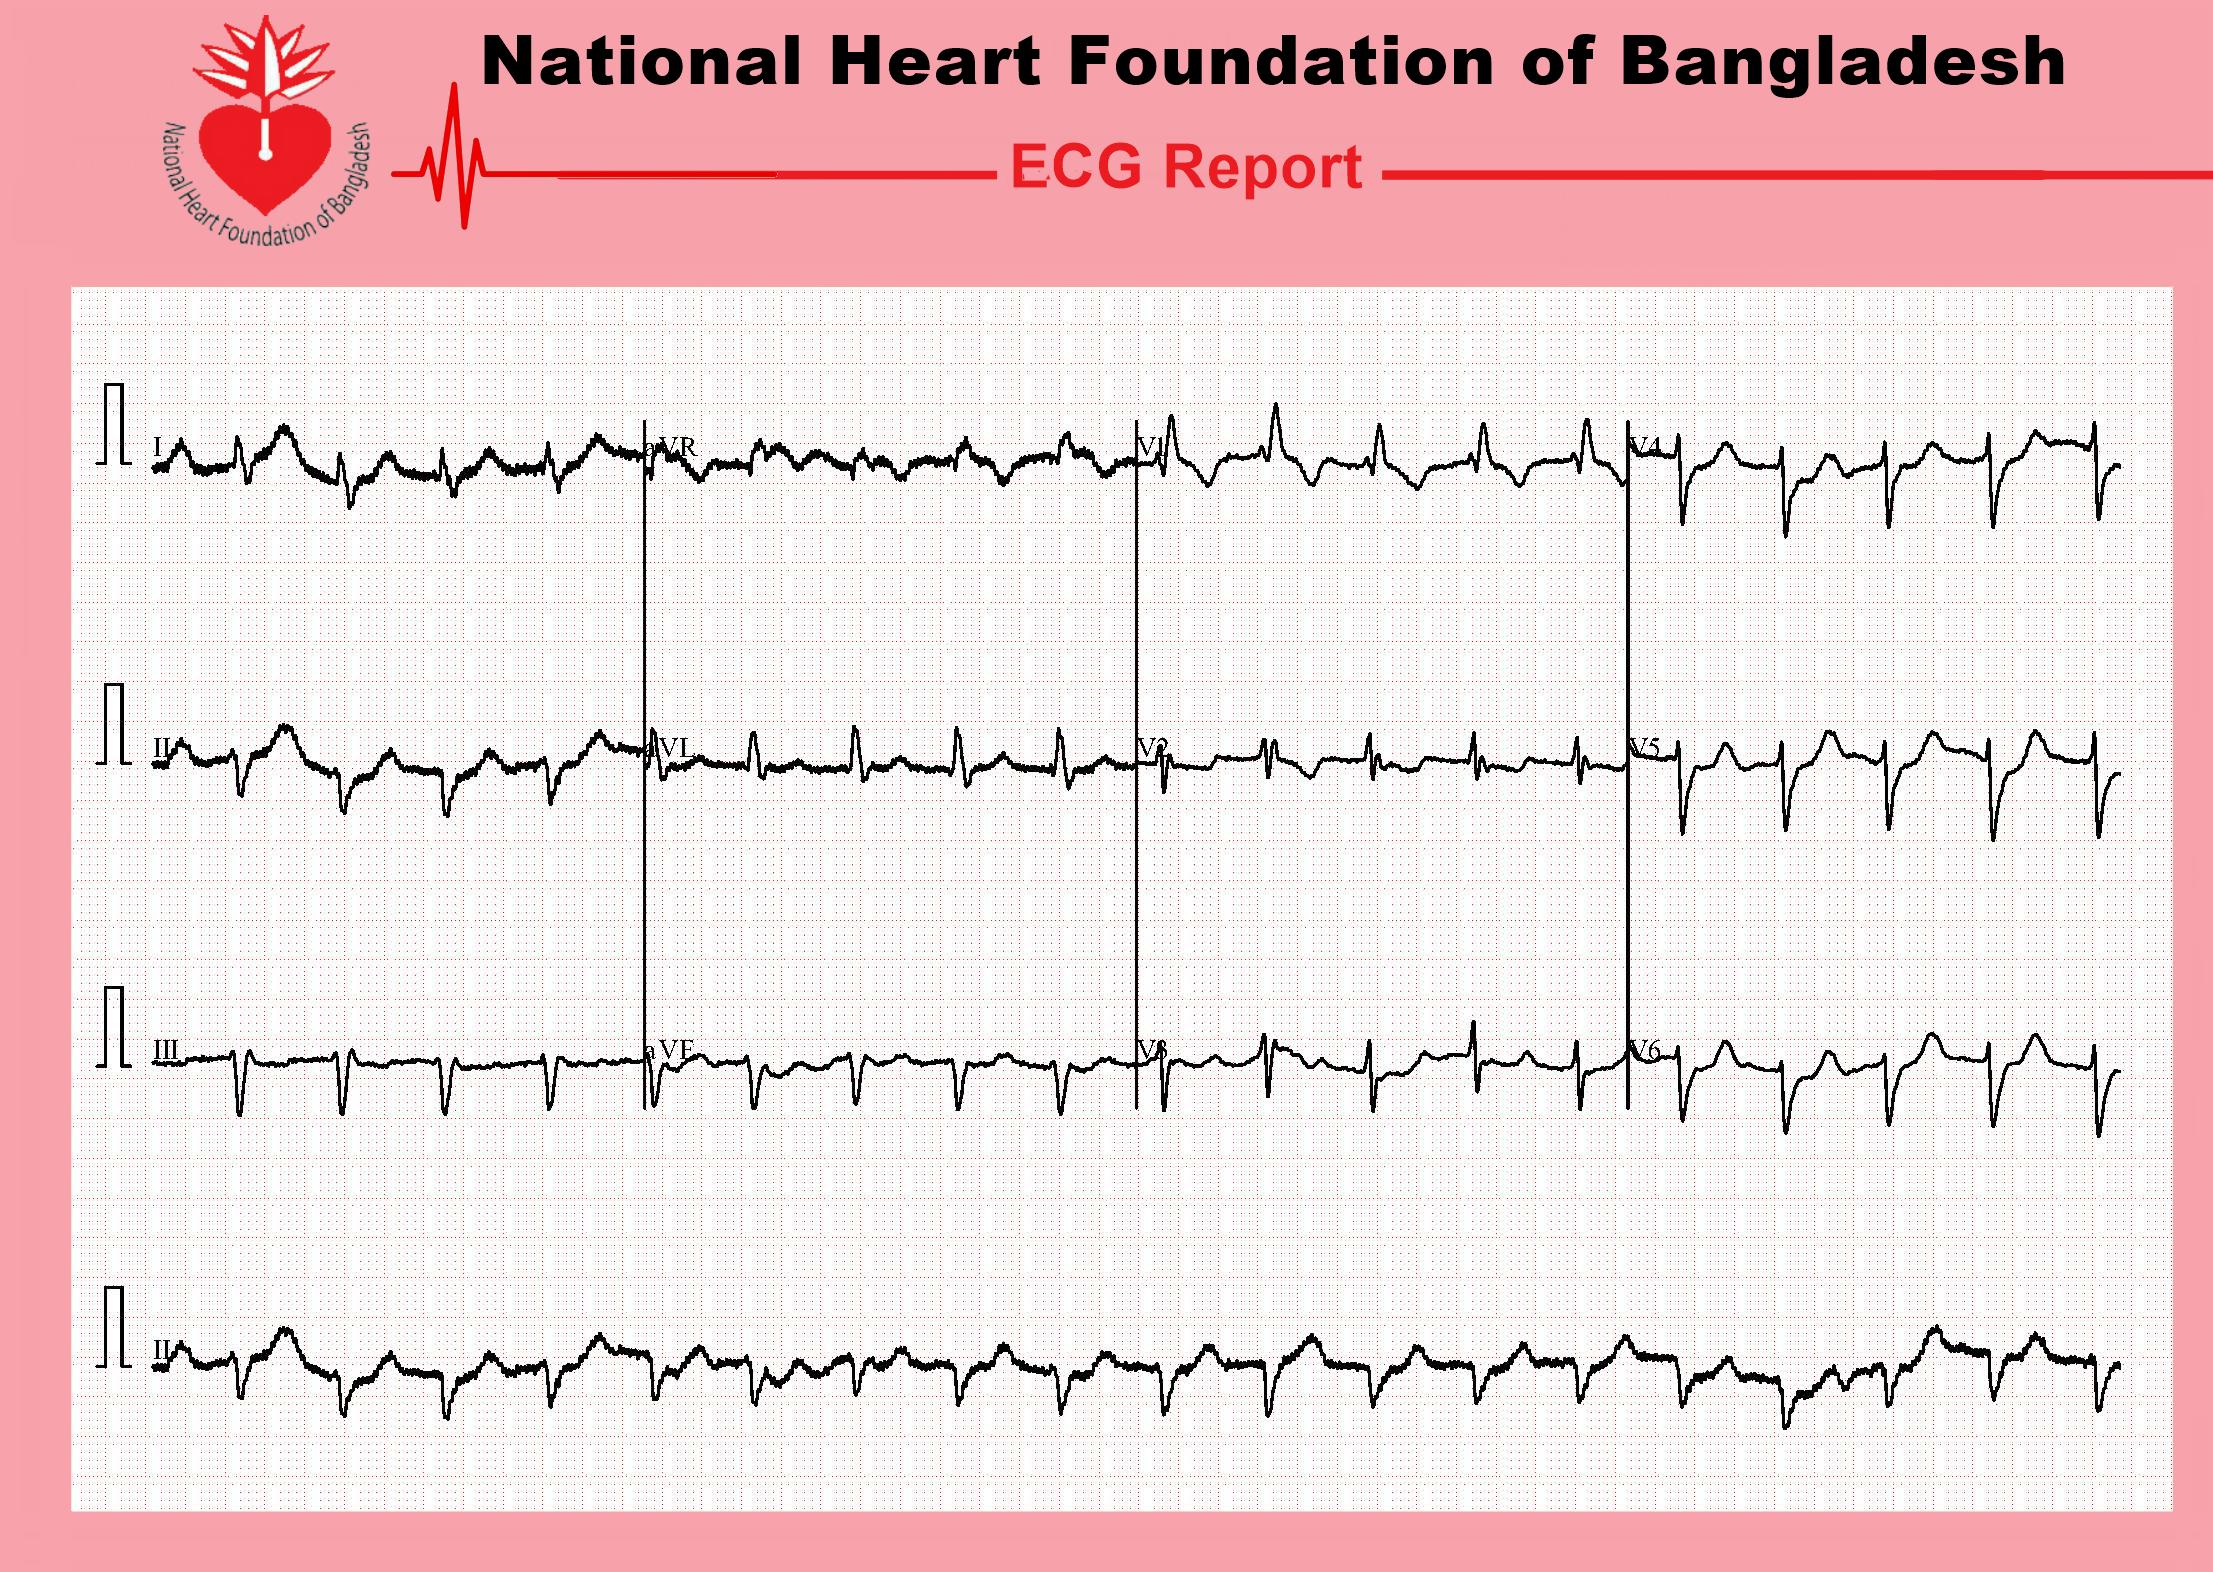 National Heart Foundation of Bangladesh
National Heart Foundation of Bangladesh
ECG Report
I aVR V1 V4
II aVL V2 V5
III aVF V3 V6
II